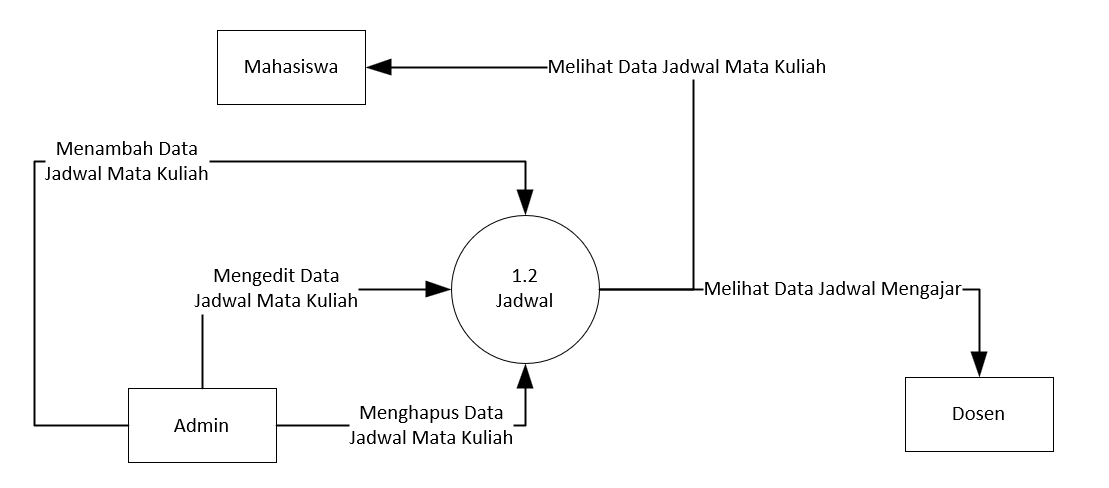 Mahasiswa
Melihat Data Jadwal Mata Kuliah
Menambah Data
Jadwal Mata Kuliah
Mengedit Data
Jadwal Mata Kuliah
1.2
Jadwal
Melihat Data Jadwal Mengajar
Admin
Menghapus Data
Jadwal Mata Kuliah
Dosen